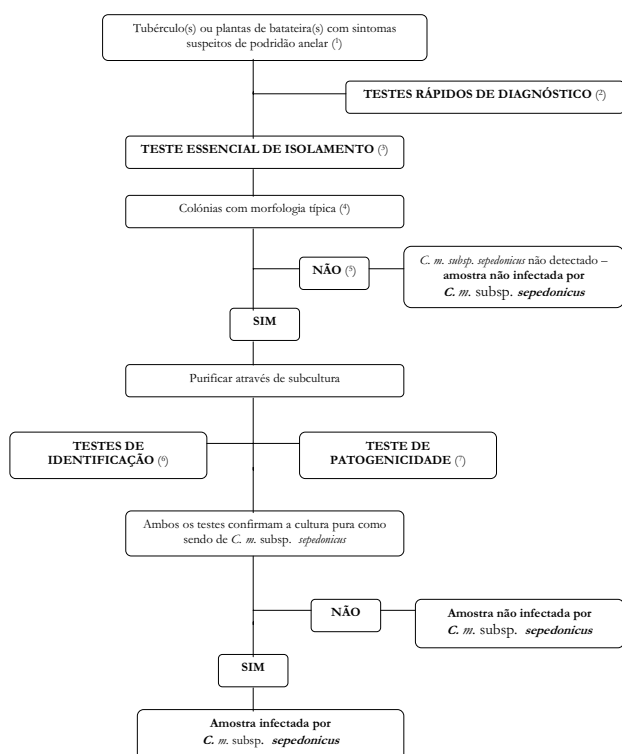 Tubérculo(s) ou plantas de batateira(s) com sintomas
suspeitos de podridão anelar (¹)
TESTES RÁPIDOS DE DIAGNÓSTICO (²)
TESTE ESSENCIAL DE ISOLAMENTO (³)
Colónias com morfologia típica (⁴)
NÃO (⁵)
C. m. subsp. sepedonicus não detectado –
amostra não infectada por
C. m. subsp. sepedonicus
SIM
Purificar através de subcultura
TESTES DE
IDENTIFICAÇÃO (⁶)
TESTE DE
PATOGENICIDADE (⁷)
Ambos os testes confirmam a cultura pura como
sendo de C. m. subsp. sepedonicus
NÃO
Amostra não infectada por
C. m. subsp. sepedonicus
SIM
Amostra infectada por
C. m. subsp. sepedonicus